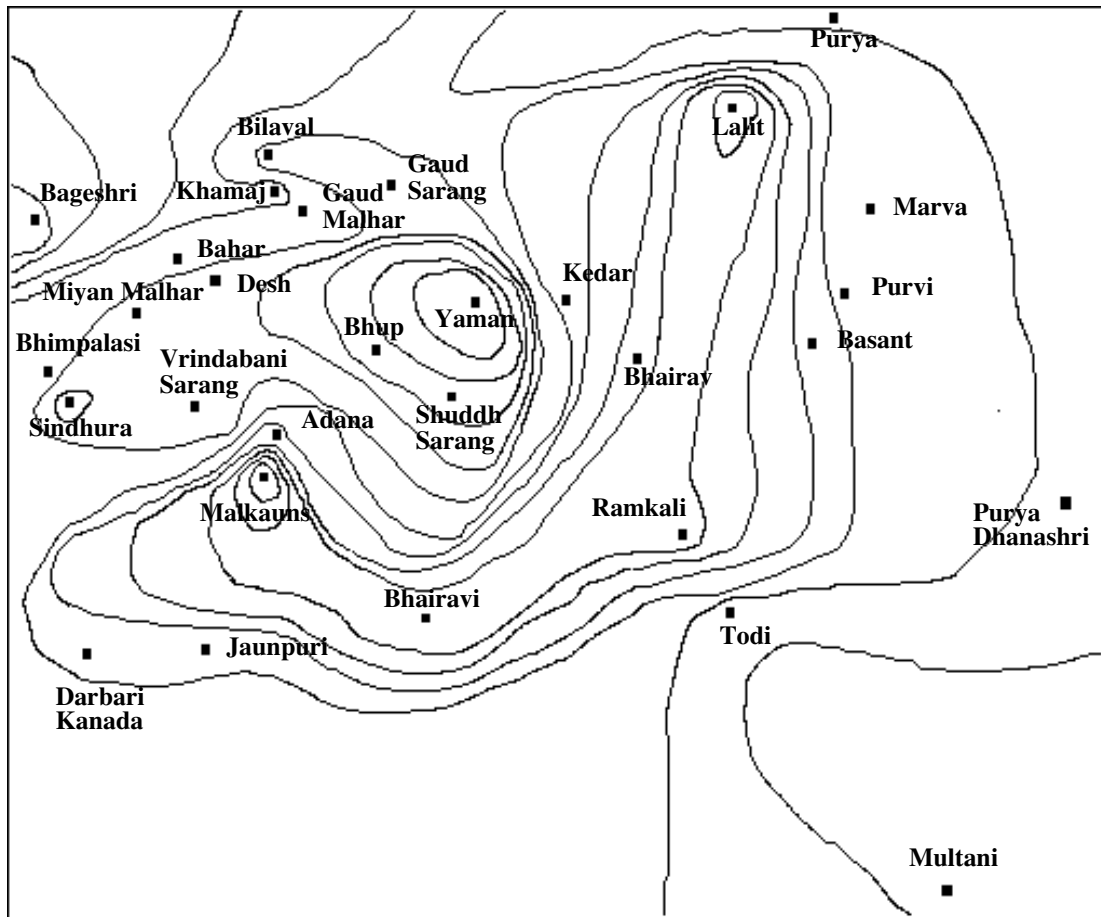 Purya
Lalit
Bilaval
Gaud
Sarang
Khamaj
Gaud
Malhar
Bageshri
Marva
Bahar
Desh
Kedar
Purvi
Miyan Malhar
Yaman
Bhup
Basant
Bhimpalasi
Vrindabani
Sarang
Bhairav
Sindhura
Adana
Shuddh
Sarang
Malkauns
Ramkali
Purya
Dhanashri
Bhairavi
Todi
Jaunpuri
Darbari
Kanada
Multani